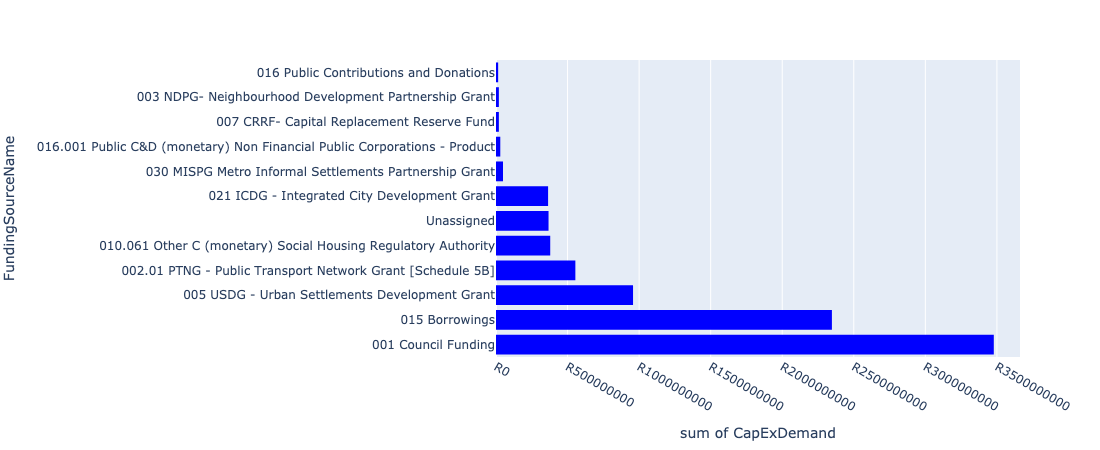 016 Public Contributions and Donations
003 NDPG- Neighbourhood Development Partnership Grant
007 CRRF- Capital Replacement Reserve Fund
016.001 Public C&D (monetary) Non Financial Public Corporations - Product
030 MISPG Metro Informal Settlements Partnership Grant
021 ICDG - Integrated City Development Grant
Unassigned
010.061 Other C (monetary) Social Housing Regulatory Authority
002.01 PTNG - Public Transport Network Grant [Schedule 5B]
005 USDG - Urban Settlements Development Grant
015 Borrowings
001 Council Funding
FundingSourceName
R0
R500000000
R1000000000
R1500000000
R2000000000
R2500000000
R3000000000
R3500000000
sum of CapExDemand